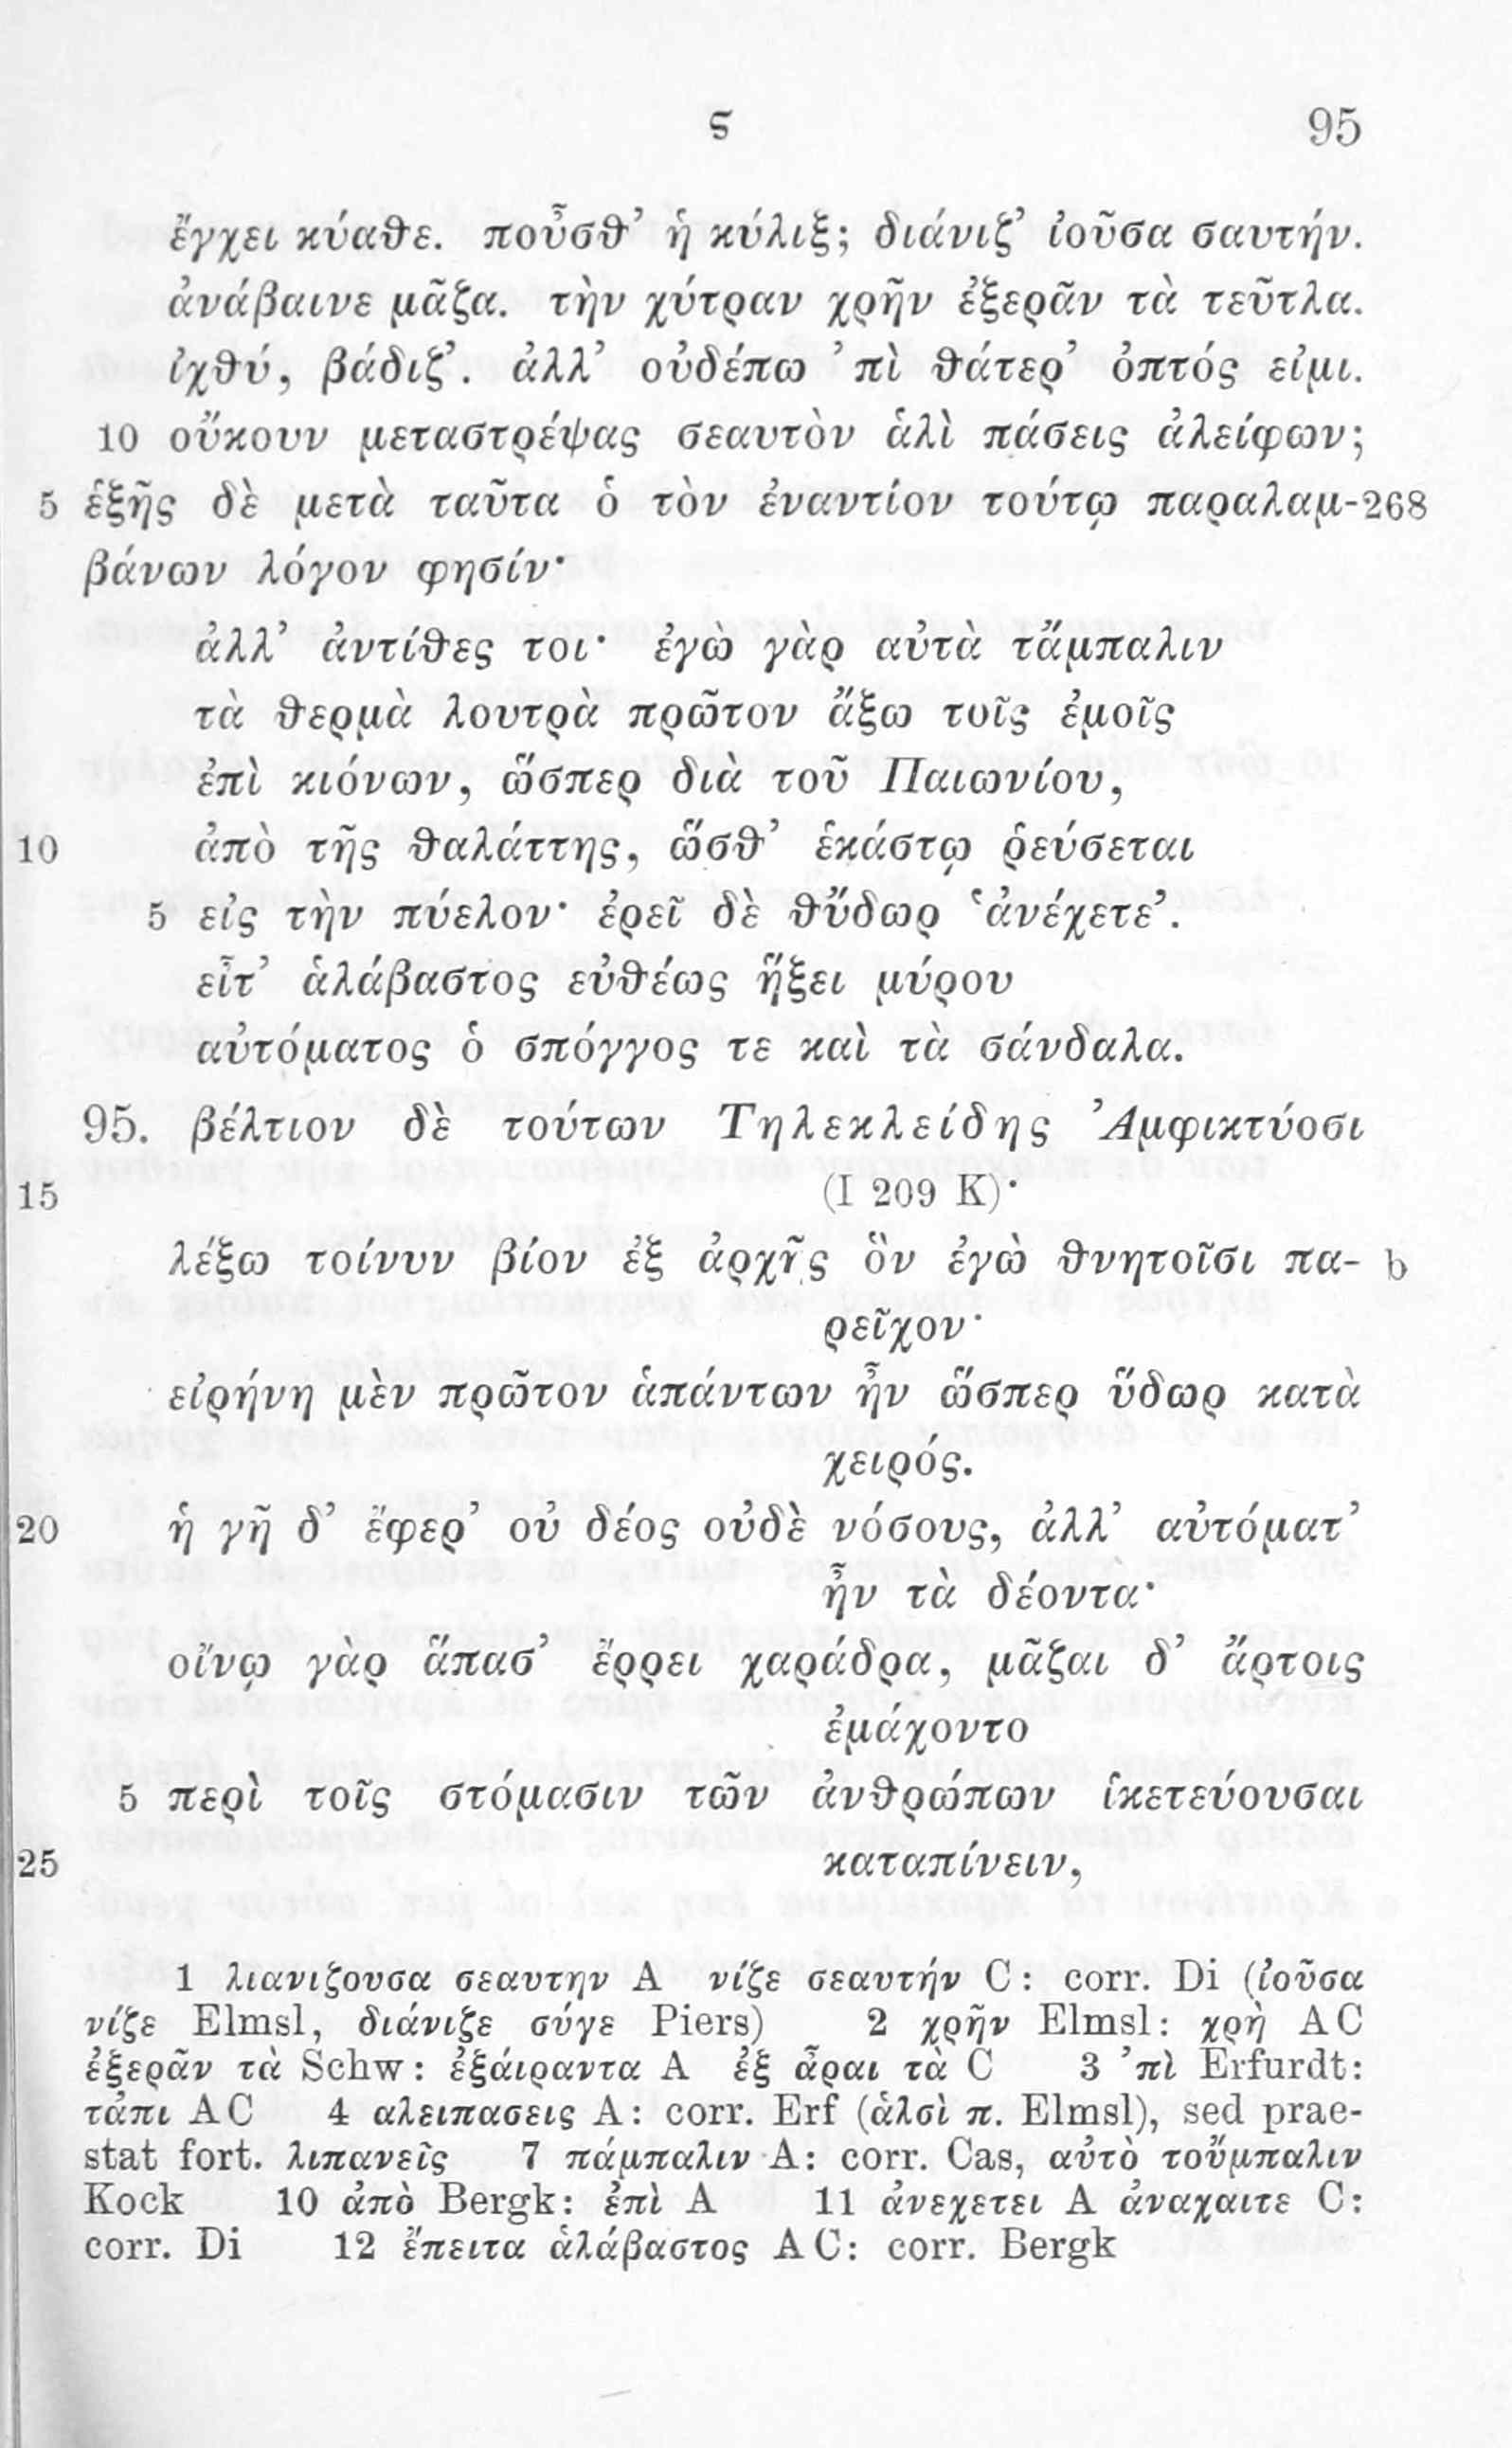 ϛ 95
ἔγχει κύαθε. ποῦσθ’ ἡ κύλιξ; διάνιζ’ ἰοῦσα σαυτήν.
ἀνάβαινε μᾶζα. τὴν χύτραν χρῆν ἐξερᾶν τὰ τεῦτλα.
ἰχθύ, βάδιζ’. ἀλλ’ οὐδέπω ’πὶ θάτερ’ ὀπτός εἰμι.
10 οὔκουν μεταστρέψας σεαυτὸν ἁλὶ πάσεις ἀλείφων;
5 ἑξῆς δὲ μετὰ ταῦτα ὁ τὸν ἐναντίον τούτῳ παραλαμ- 268
βάνων λόγον φησίν·
ἀλλ’ ἀντίθες τοι· ἐγὼ γὰρ αὐτὰ τἄμπαλιν
τὰ θερμὰ λουτρὰ πρῶτον ἄξω τοῖς ἐμοῖς
ἐπὶ κιόνων, ὥσπερ διὰ τοῦ Παιωνίου,
10 ἀπὸ τῆς θαλάττης, ὥσθ’ ἑκάστῳ ῥεύσεται
5 εἰς τὴν πύελον· ἐρεῖ δὲ θὔδωρ ‘ἀνέχετε’.
εἶτ’ ἁλάβαστος εὐθέως ἥξει μύρου
αὐτόματος ὁ σπόγγος τε καὶ τὰ σάνδαλα.
95. βέλτιον δὲ τούτων Τηλεκλείδης Ἀμφικτύοσι
15 (I 209 K)·
λέξω τοίνυν βίον ἐξ ἀρχῆς ὃν ἐγὼ θνητοῖσι πα- b
ρεῖχον·
εἰρήνη μὲν πρῶτον ἁπάντων ἦν ὥσπερ ὕδωρ κατὰ
χειρός.
20 ἡ γῆ δ’ ἔφερ’ οὐ δέος οὐδὲ νόσους, ἀλλ’ αὐτόματ’
ἦν τὰ δέοντα·
οἴνῳ γὰρ ἅπασ’ ἔρρει χαράδρα, μᾶζαι δ’ ἄρτοις
ἐμάχοντο
5 περὶ τοῖς στόμασιν τῶν ἀνθρώπων ἱκετεύουσαι
25 καταπίνειν,
1 λιανιζουσα σεαυτην A νίζε σεαυτήν C: corr. Di (ἰοῦσα
νίζε Elmsl, διάνιζε σύγε Piers) 2 χρῆν Elmsl: χρὴ AC
ἐξερᾶν τὰ Schw: ἐξάιραντα A ἐξ ἆραι τὰ C 3 ’πὶ Erfurdt:
τἀπι AC 4 αλειπασεις A: corr. Erf (ἁλσὶ π. Elmsl), sed prae-
stat fort. λιπανεῖς 7 πάμπαλιν A: corr. Cas, αὐτὸ τοὔμπαλιν
Kock 10 ἀπὸ Bergk: ἐπὶ A 11 ἀνεχετει A ἀναχαιτε C:
corr. Di 12 ἔπειτα ἀλάβαστος AC: corr. Bergk